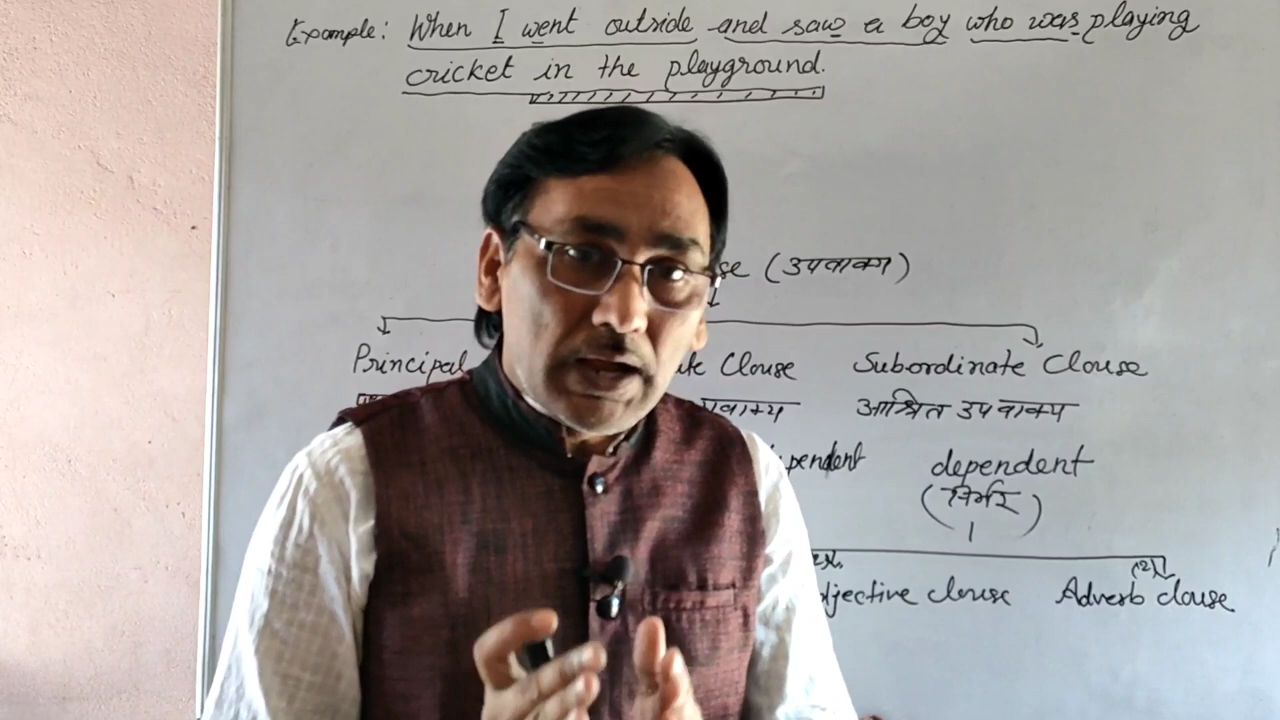 Example: When I went outside and saw a boy who was playing
cricket in the playground.
se (उपवाक्य)
Principal Clause Subordinate Clause
आश्रित उपवाक्य
pendent dependent
(निर्भर)
djective clause Adverb clause